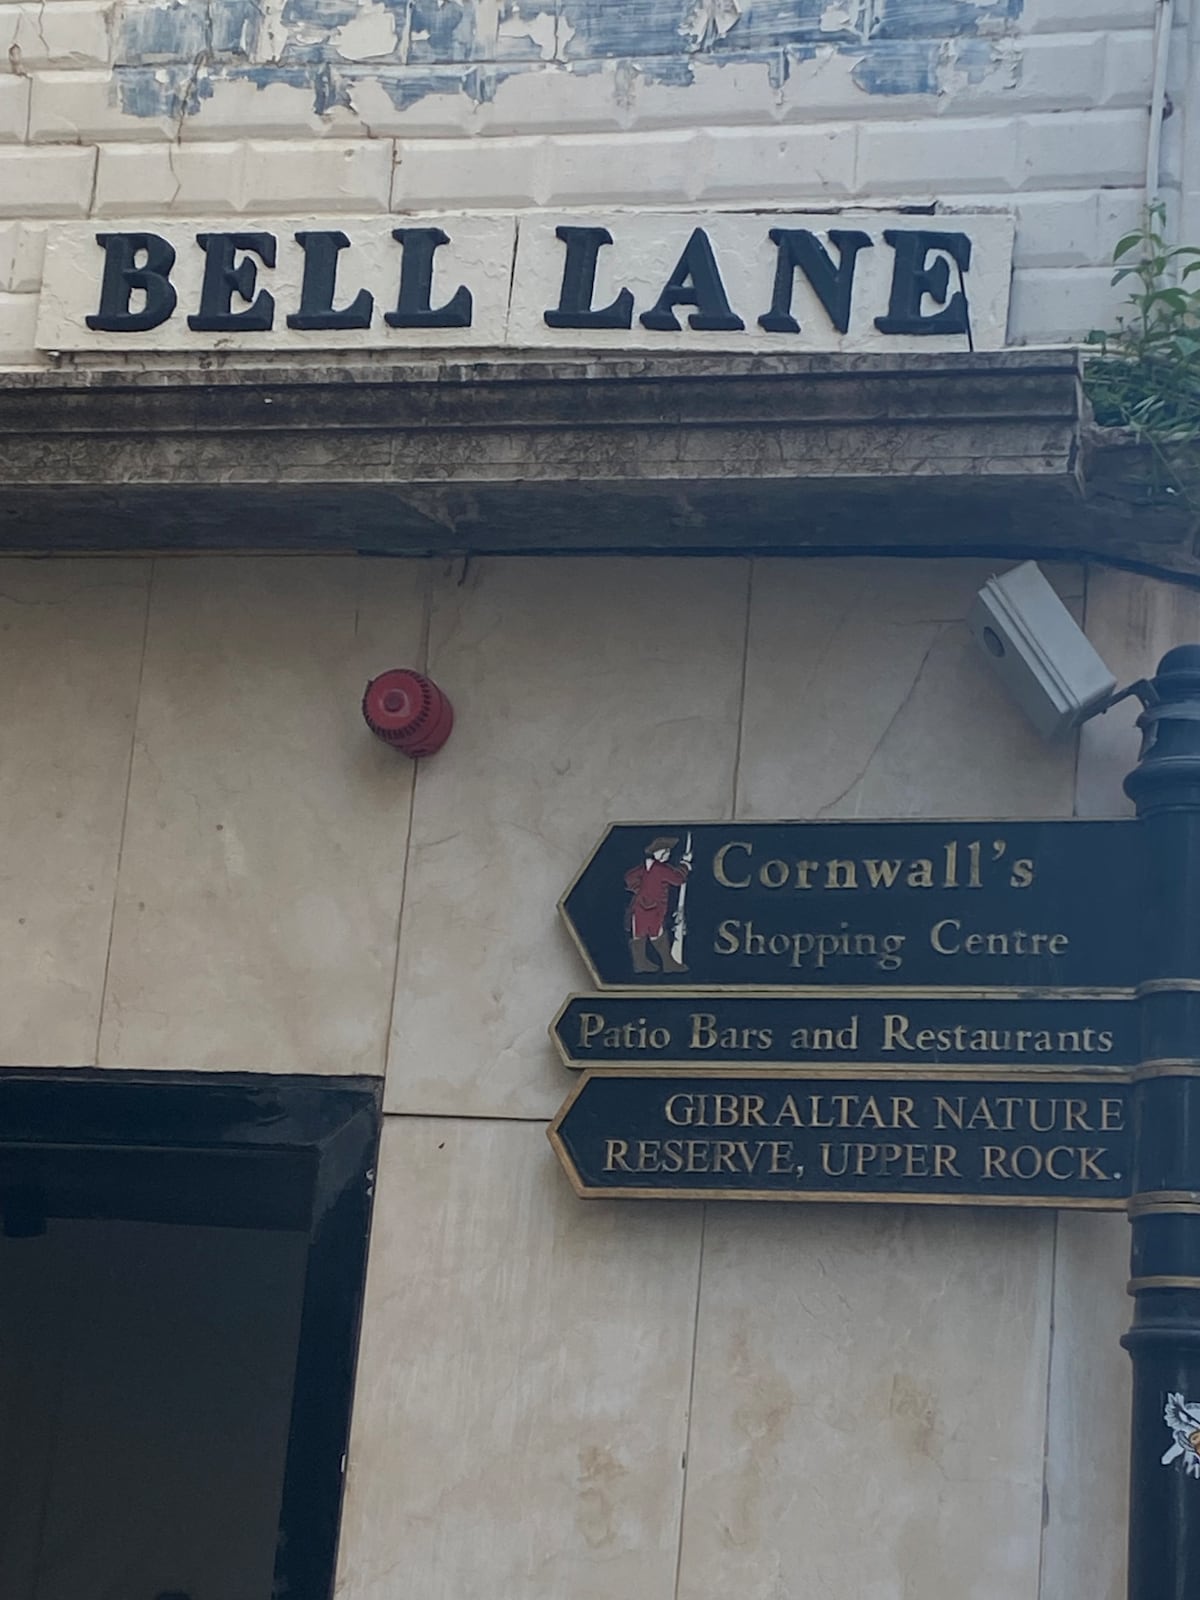 BELL LANE
Cornwall's
Shopping Centre
Patio Bars and Restaurants
GIBRALTAR NATURE
RESERVE, UPPER ROCK.